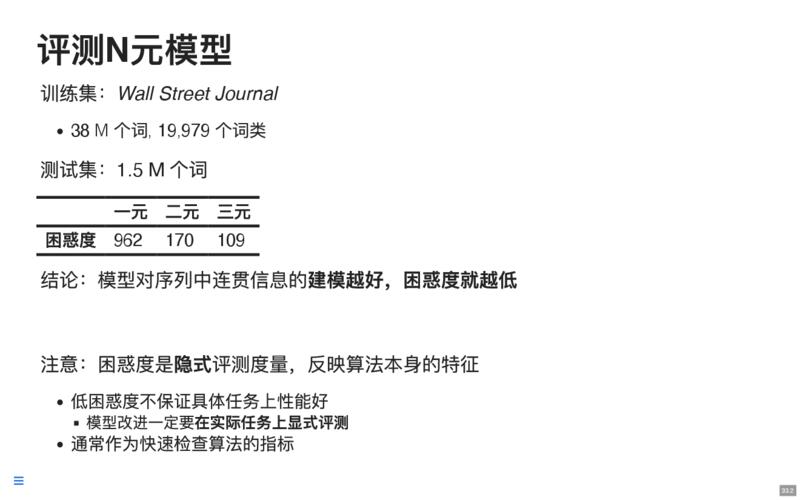 评测N元模型
训练集：Wall Street Journal
• 38 M 个词, 19,979 个词类
测试集：1.5 M 个词
一元 二元 三元
困惑度 962 170 109
结论：模型对序列中连贯信息的建模越好，困惑度就越低
注意：困惑度是隐式评测度量，反映算法本身的特征
• 低困惑度不保证具体任务上性能好
▪ 模型改进一定要在实际任务上显式评测
• 通常作为快速检查算法的指标
33.2